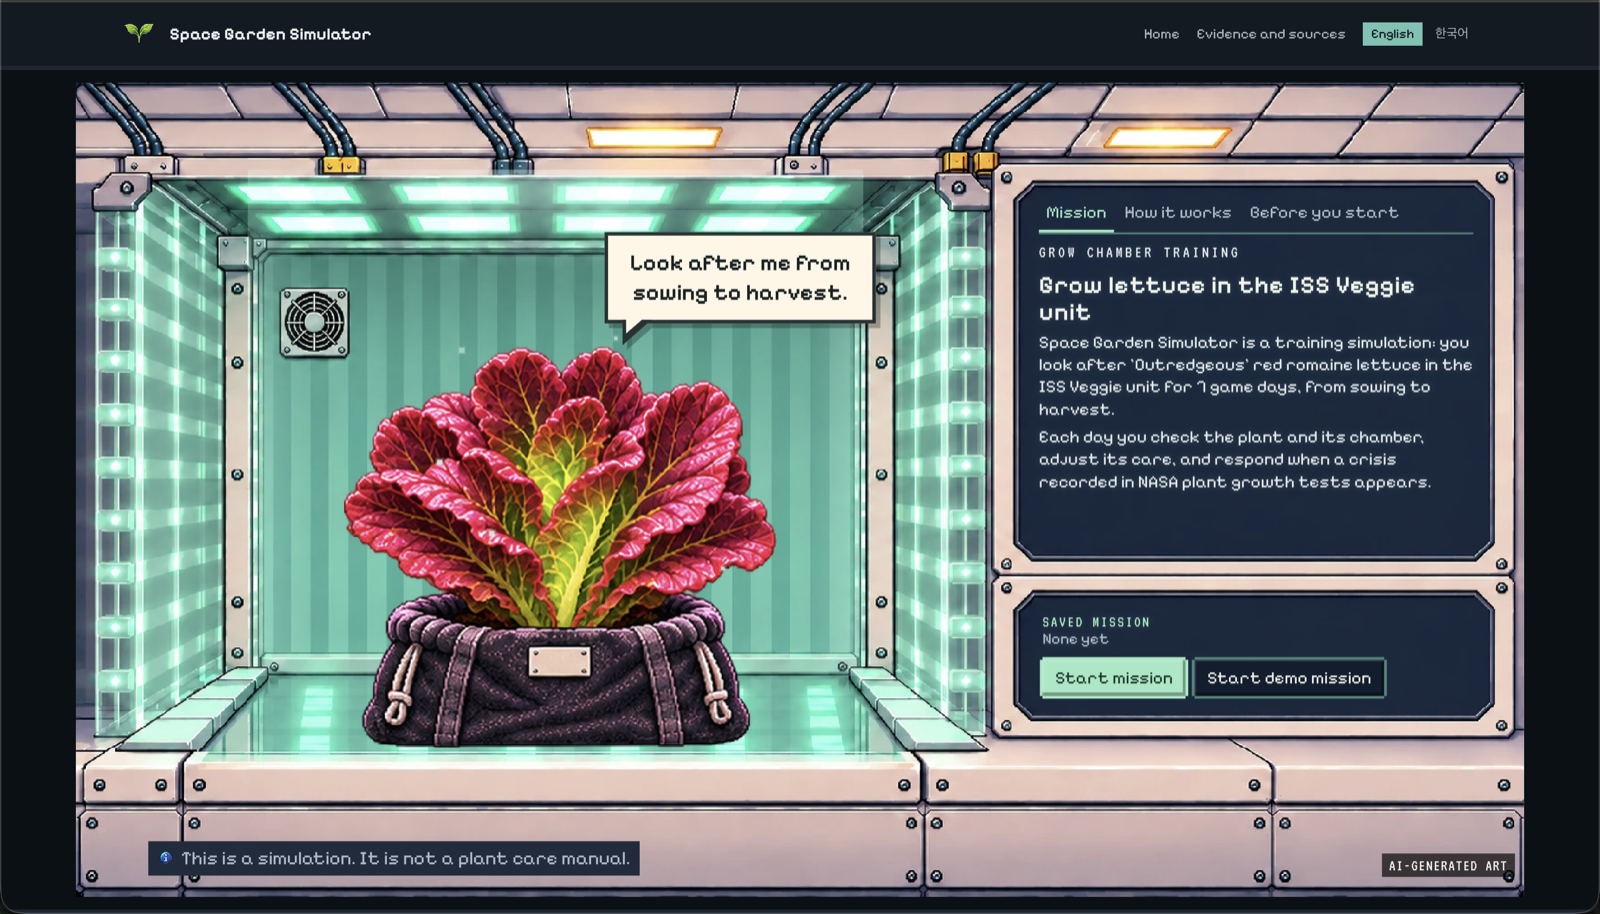 Space Garden Simulator
Home
Evidence and sources
English
한국어
Look after me from
sowing to harvest.
Mission
How it works
Before you start
GROW CHAMBER TRAINING
Grow lettuce in the ISS Veggie
unit
Space Garden Simulator is a training simulation: you
look after 'Outredgeous' red romaine lettuce in the
ISS Veggie unit for 7 game days, from sowing to
harvest.
Each day you check the plant and its chamber,
adjust its care, and respond when a crisis
recorded in NASA plant growth tests appears.
SAVED MISSION
None yet
Start mission
Start demo mission
This is a simulation. It is not a plant care manual.
AI-GENERATED ART